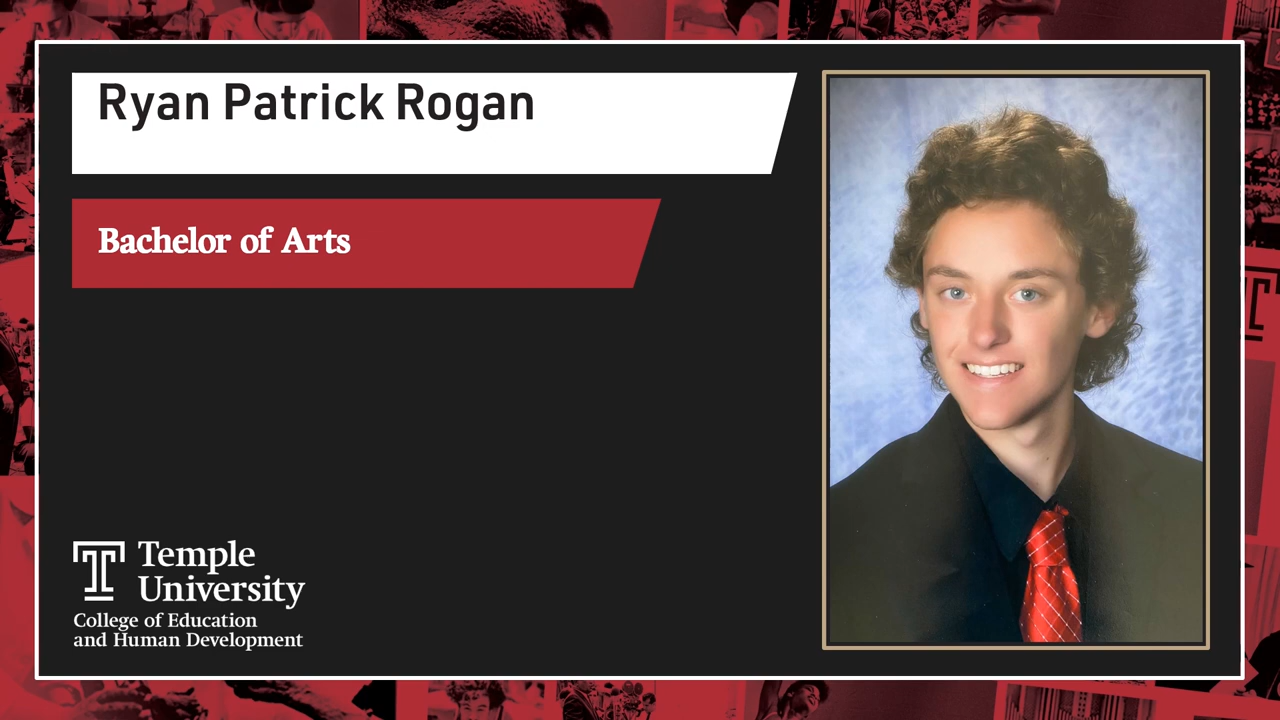 Ryan Patrick Rogan
Bachelor of Arts
Temple
University
College of Education
and Human Development